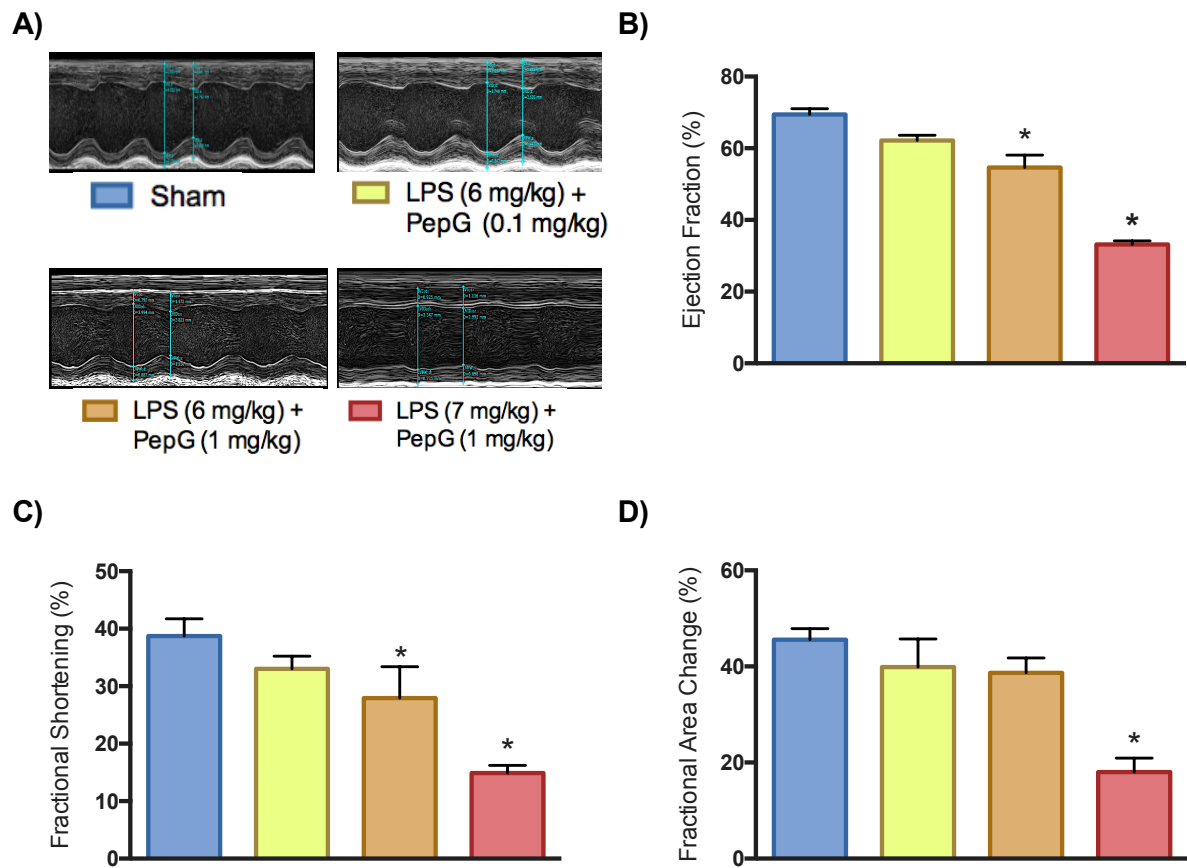 A)
Sham
LPS (6 mg/kg) +
PepG (0.1 mg/kg)
LPS (6 mg/kg) +
PepG (1 mg/kg)
LPS (7 mg/kg) +
PepG (1 mg/kg)
B)
Ejection Fraction (%)
80
60
40
20
0
*
*
C)
Fractional Shortening (%)
50
40
30
20
10
0
*
*
D)
Fractional Area Change (%)
60
40
20
0
*